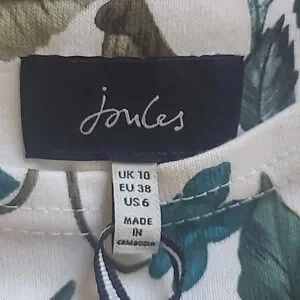 Joules
UK 10
EU 38
US 6
MADE
IN
CAMBODIA